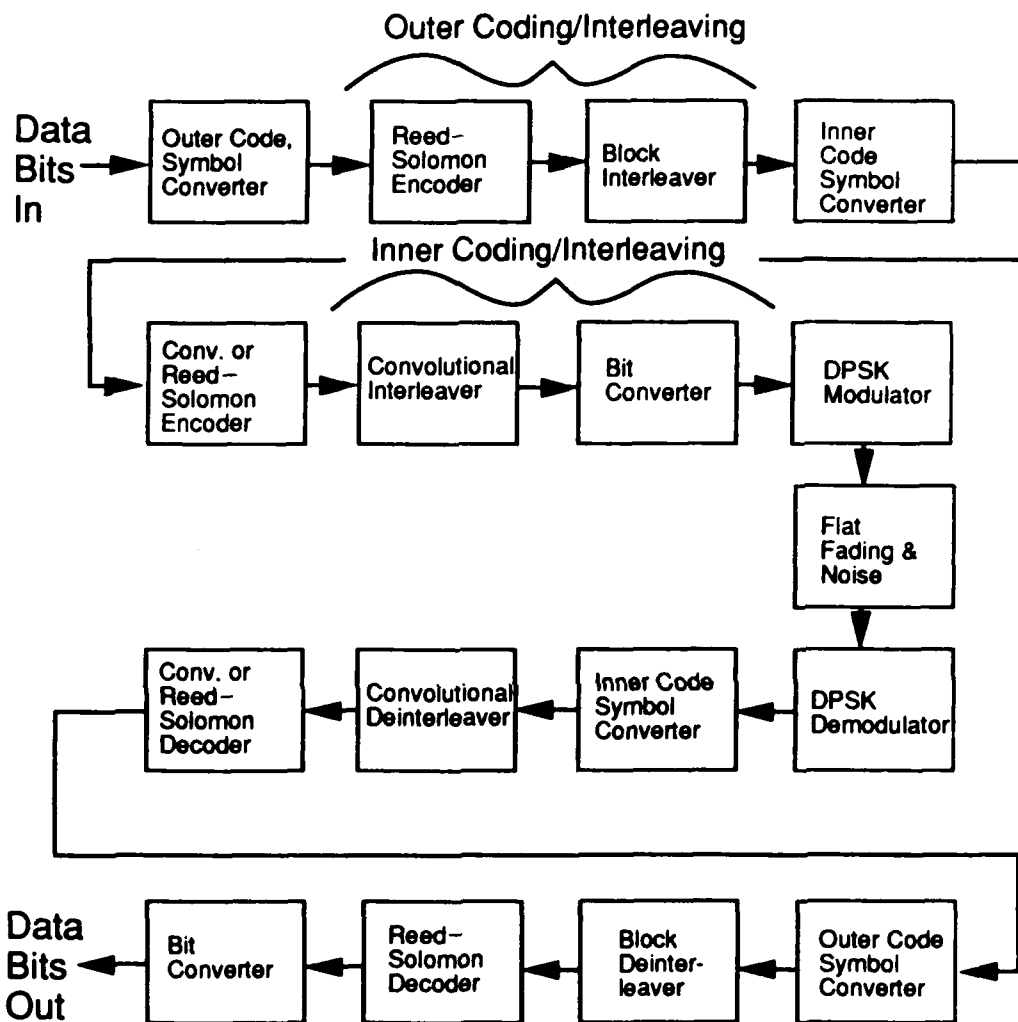 Outer Coding/Interleaving
Data
Bits
In
Outer Code,
Symbol
Converter
Reed–
Solomon
Encoder
Block
Interleaver
Inner
Code
Symbol
Converter
Inner Coding/Interleaving
Conv. or
Reed–
Solomon
Encoder
Convolutional
Interleaver
Bit
Converter
DPSK
Modulator
Flat
Fading &
Noise
Conv. or
Reed–
Solomon
Decoder
Convolutional
Deinterleaver
Inner Code
Symbol
Converter
DPSK
Demodulator
Data
Bits
Out
Bit
Converter
Reed–
Solomon
Decoder
Block
Deinter-
leaver
Outer Code
Symbol
Converter